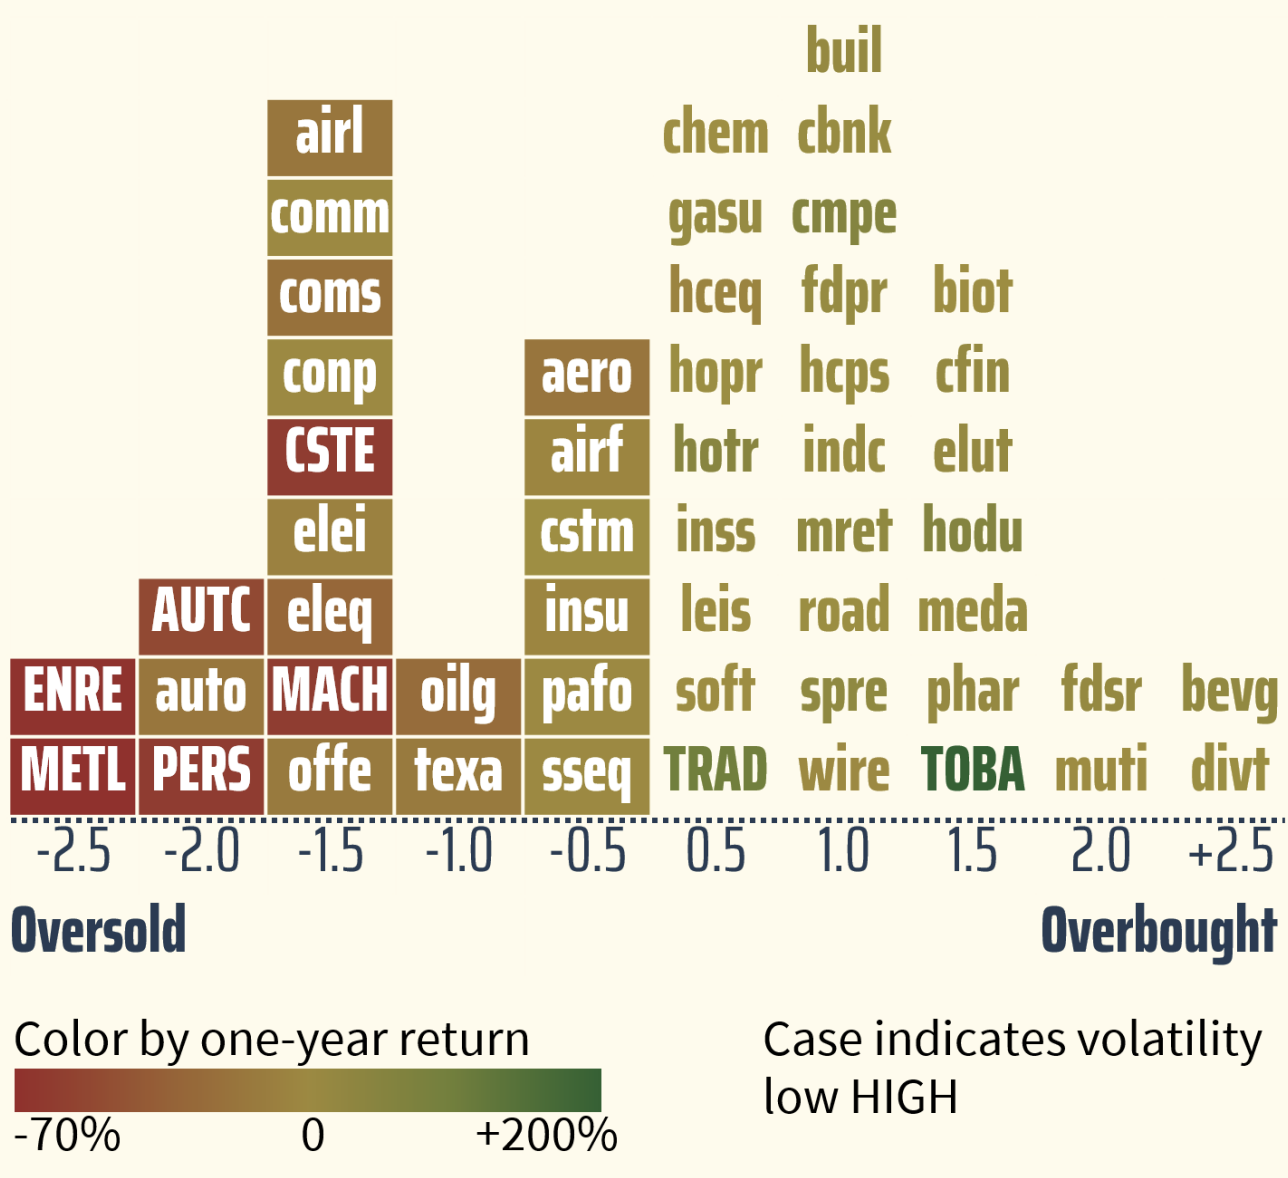 buil
airl chem cbnk
comm gasu cmpe
coms hceq fdpr biot
conp aero hopr hcps cfin
CSTE airf hotr indc elut
elei cstm inss mret hodu
AUTC eleq insu leis road meda
ENRE auto MACH oilg pafo soft spre phar fdsr bevg
METL PERS offe texa sseq TRAD wire TOBA muti divt
-2.5 -2.0 -1.5 -1.0 -0.5 0.5 1.0 1.5 2.0 +2.5
Oversold Overbought
Color by one-year return
-70% 0 +200%
Case indicates volatility
low HIGH